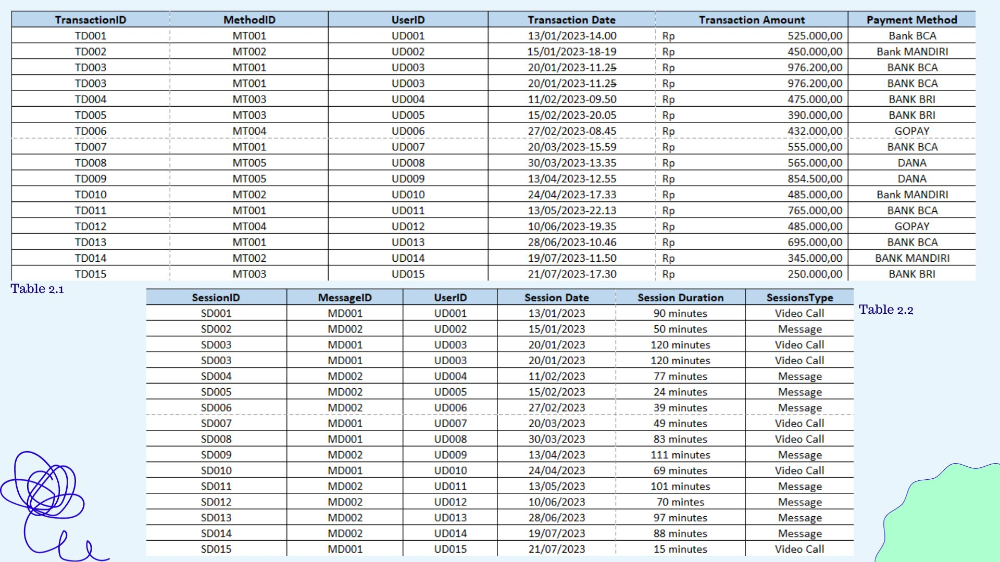 TransactionID MethodID UserID Transaction Date Transaction Amount Payment Method
TD001 MT001 UD001 13/01/2023-14.00 Rp 525.000,00 Bank BCA
TD002 MT002 UD002 15/01/2023-18-19 Rp 450.000,00 Bank MANDIRI
TD003 MT001 UD003 20/01/2023-11.25 Rp 976.200,00 BANK BCA
TD003 MT001 UD003 20/01/2023-11.25 Rp 976.200,00 BANK BCA
TD004 MT003 UD004 11/02/2023-09.50 Rp 475.000,00 BANK BRI
TD005 MT003 UD005 15/02/2023-20.05 Rp 390.000,00 BANK BRI
TD006 MT004 UD006 27/02/2023-08.45 Rp 432.000,00 GOPAY
TD007 MT001 UD007 20/03/2023-15.59 Rp 555.000,00 BANK BCA
TD008 MT005 UD008 30/03/2023-13.35 Rp 565.000,00 DANA
TD009 MT005 UD009 13/04/2023-12.55 Rp 854.500,00 DANA
TD010 MT002 UD010 24/04/2023-17.33 Rp 485.000,00 Bank MANDIRI
TD011 MT001 UD011 13/05/2023-22.13 Rp 765.000,00 BANK BCA
TD012 MT004 UD012 10/06/2023-19.35 Rp 485.000,00 GOPAY
TD013 MT001 UD013 28/06/2023-10.46 Rp 695.000,00 BANK BCA
TD014 MT002 UD014 19/07/2023-11.50 Rp 345.000,00 BANK MANDIRI
TD015 MT003 UD015 21/07/2023-17.30 Rp 250.000,00 BANK BRI
Table 2.1
SessionID MessageID UserID Session Date Session Duration SessionsType
SD001 MD001 UD001 13/01/2023 90 minutes Video Call
Table 2.2
SD002 MD002 UD002 15/01/2023 50 minutes Message
SD003 MD001 UD003 20/01/2023 120 minutes Video Call
SD003 MD001 UD003 20/01/2023 120 minutes Video Call
SD004 MD002 UD004 11/02/2023 77 minutes Message
SD005 MD002 UD005 15/02/2023 24 minutes Message
SD006 MD002 UD006 27/02/2023 39 minutes Message
SD007 MD001 UD007 20/03/2023 49 minutes Video Call
SD008 MD001 UD008 30/03/2023 83 minutes Video Call
SD009 MD002 UD009 13/04/2023 111 minutes Message
SD010 MD001 UD010 24/04/2023 69 minutes Video Call
SD011 MD002 UD011 13/05/2023 101 minutes Message
SD012 MD002 UD012 10/06/2023 70 mintes Message
SD013 MD002 UD013 28/06/2023 97 minutes Message
SD014 MD002 UD014 19/07/2023 88 minutes Message
SD015 MD001 UD015 21/07/2023 15 minutes Video Call